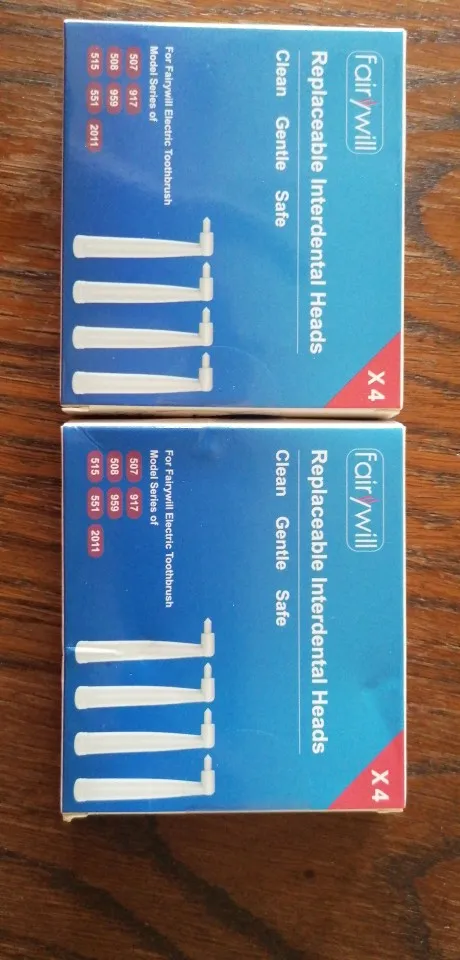 Fairywill
Replaceable Interdental Heads
Clean Gentle Safe
X 4
For Fairywill Electric Toothbrush
Model Series of
507 917
508 959
515 551 2011
Fairywill
Replaceable Interdental Heads
Clean Gentle Safe
X 4
For Fairywill Electric Toothbrush
Model Series of
507 917
508 959
515 551 2011